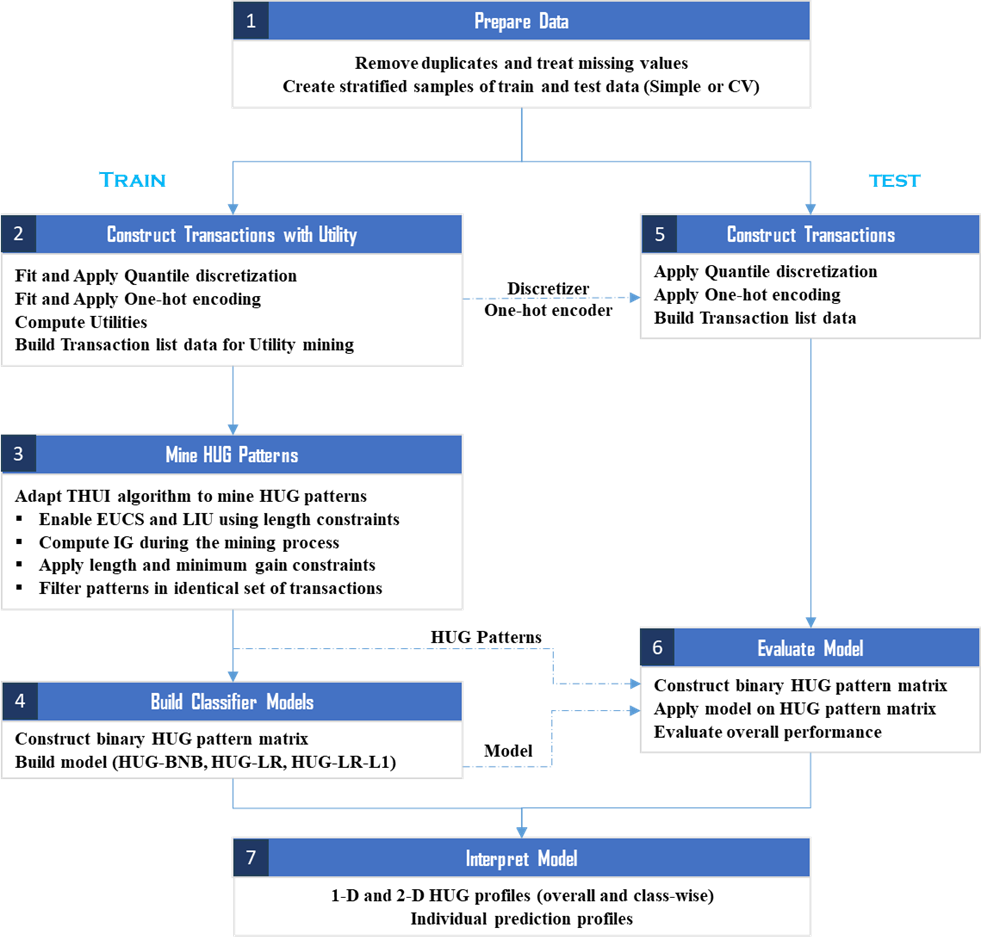 1
Prepare Data
Remove duplicates and treat missing values
Create stratified samples of train and test data (Simple or CV)
TRAIN
TEST
2
Construct Transactions with Utility
Fit and Apply Quantile discretization
Fit and Apply One-hot encoding
Compute Utilities
Build Transaction list data for Utility mining
Discretizer
One-hot encoder
5
Construct Transactions
Apply Quantile discretization
Apply One-hot encoding
Build Transaction list data
3
Mine HUG Patterns
Adapt THUI algorithm to mine HUG patterns
▪ Enable EUCS and LIU using length constraints
▪ Compute IG during the mining process
▪ Apply length and minimum gain constraints
▪ Filter patterns in identical set of transactions
HUG Patterns
4
Build Classifier Models
Construct binary HUG pattern matrix
Build model (HUG-BNB, HUG-LR, HUG-LR-L1)
Model
6
Evaluate Model
Construct binary HUG pattern matrix
Apply model on HUG pattern matrix
Evaluate overall performance
7
Interpret Model
1-D and 2-D HUG profiles (overall and class-wise)
Individual prediction profiles